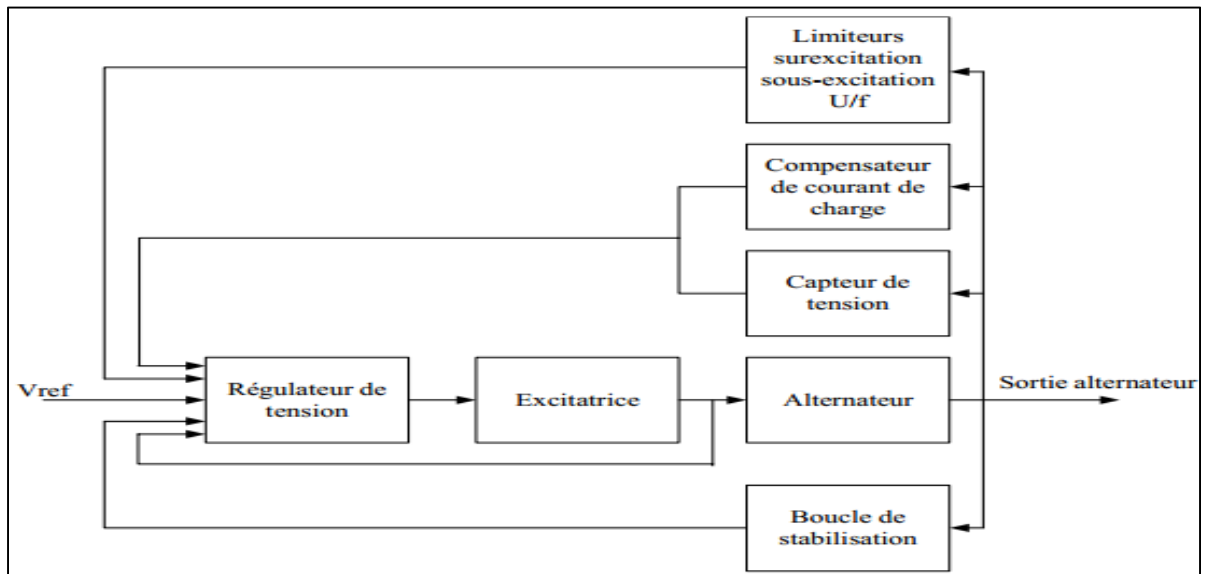 Limiteurs
surexcitation
sous-excitation
U/f
Compensateur
de courant de
charge
Capteur de
tension
Vref
Régulateur de
tension
Excitatrice
Alternateur
Sortie alternateur
Boucle de
stabilisation